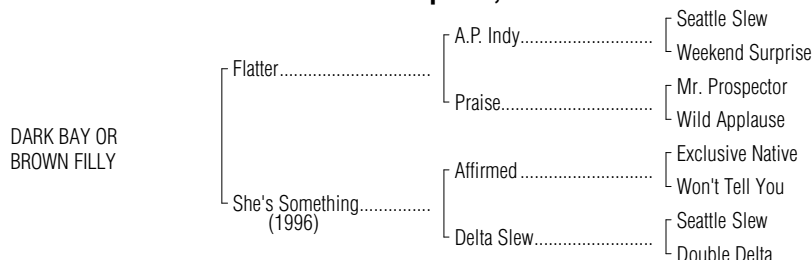 Seattle Slew
A.P. Indy
Weekend Surprise
Flatter
Mr. Prospector
Praise
Wild Applause
DARK BAY OR
BROWN FILLY
Exclusive Native
Affirmed
Won't Tell You
She's Something
(1996)
Seattle Slew
Delta Slew
Double Delta